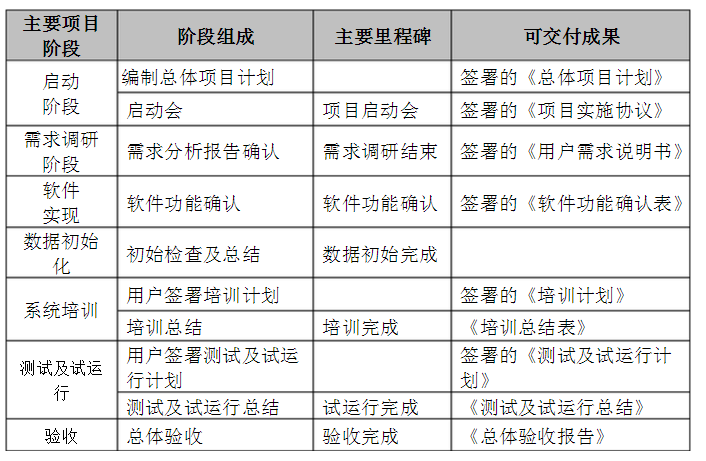 主要项目
阶段
阶段组成
主要里程碑
可交付成果
启动
阶段
编制总体项目计划
签署的《总体项目计划》
启动会
项目启动会
签署的《项目实施协议》
需求调研
阶段
需求分析报告确认
需求调研结束
签署的《用户需求说明书》
软件
实现
软件功能确认
软件功能确认
签署的《软件功能确认表》
数据初始
化
初始检查及总结
数据初始完成
系统培训
用户签署培训计划
签署的《培训计划》
培训总结
培训完成
《培训总结表》
测试及试运
行
用户签署测试及试运
行计划
签署的《测试及试运行计
划》
测试及试运行总结
试运行完成
《测试及试运行总结》
验收
总体验收
验收完成
《总体验收报告》